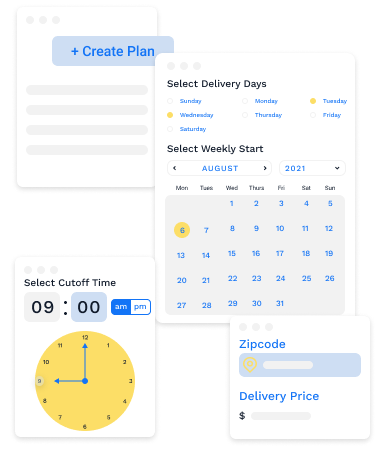 + Create Plan
Select Delivery Days
Sunday Monday Tuesday
Wednesday Thursday Friday
Saturday
Select Weekly Start
AUGUST 2021
Mon Tues Wed Thurs Fri Sat Sun
1 2 3 4 5
6 7 8 9 10 11 12
13 14 15 16 17 18 19
20 21 22 23 24 25 26
27 28 29 30 31
Select Cutoff Time
09 : 00 am pm
12
11 1
10 2
9 3
8 4
7 5
6
Zipcode
Delivery Price
$